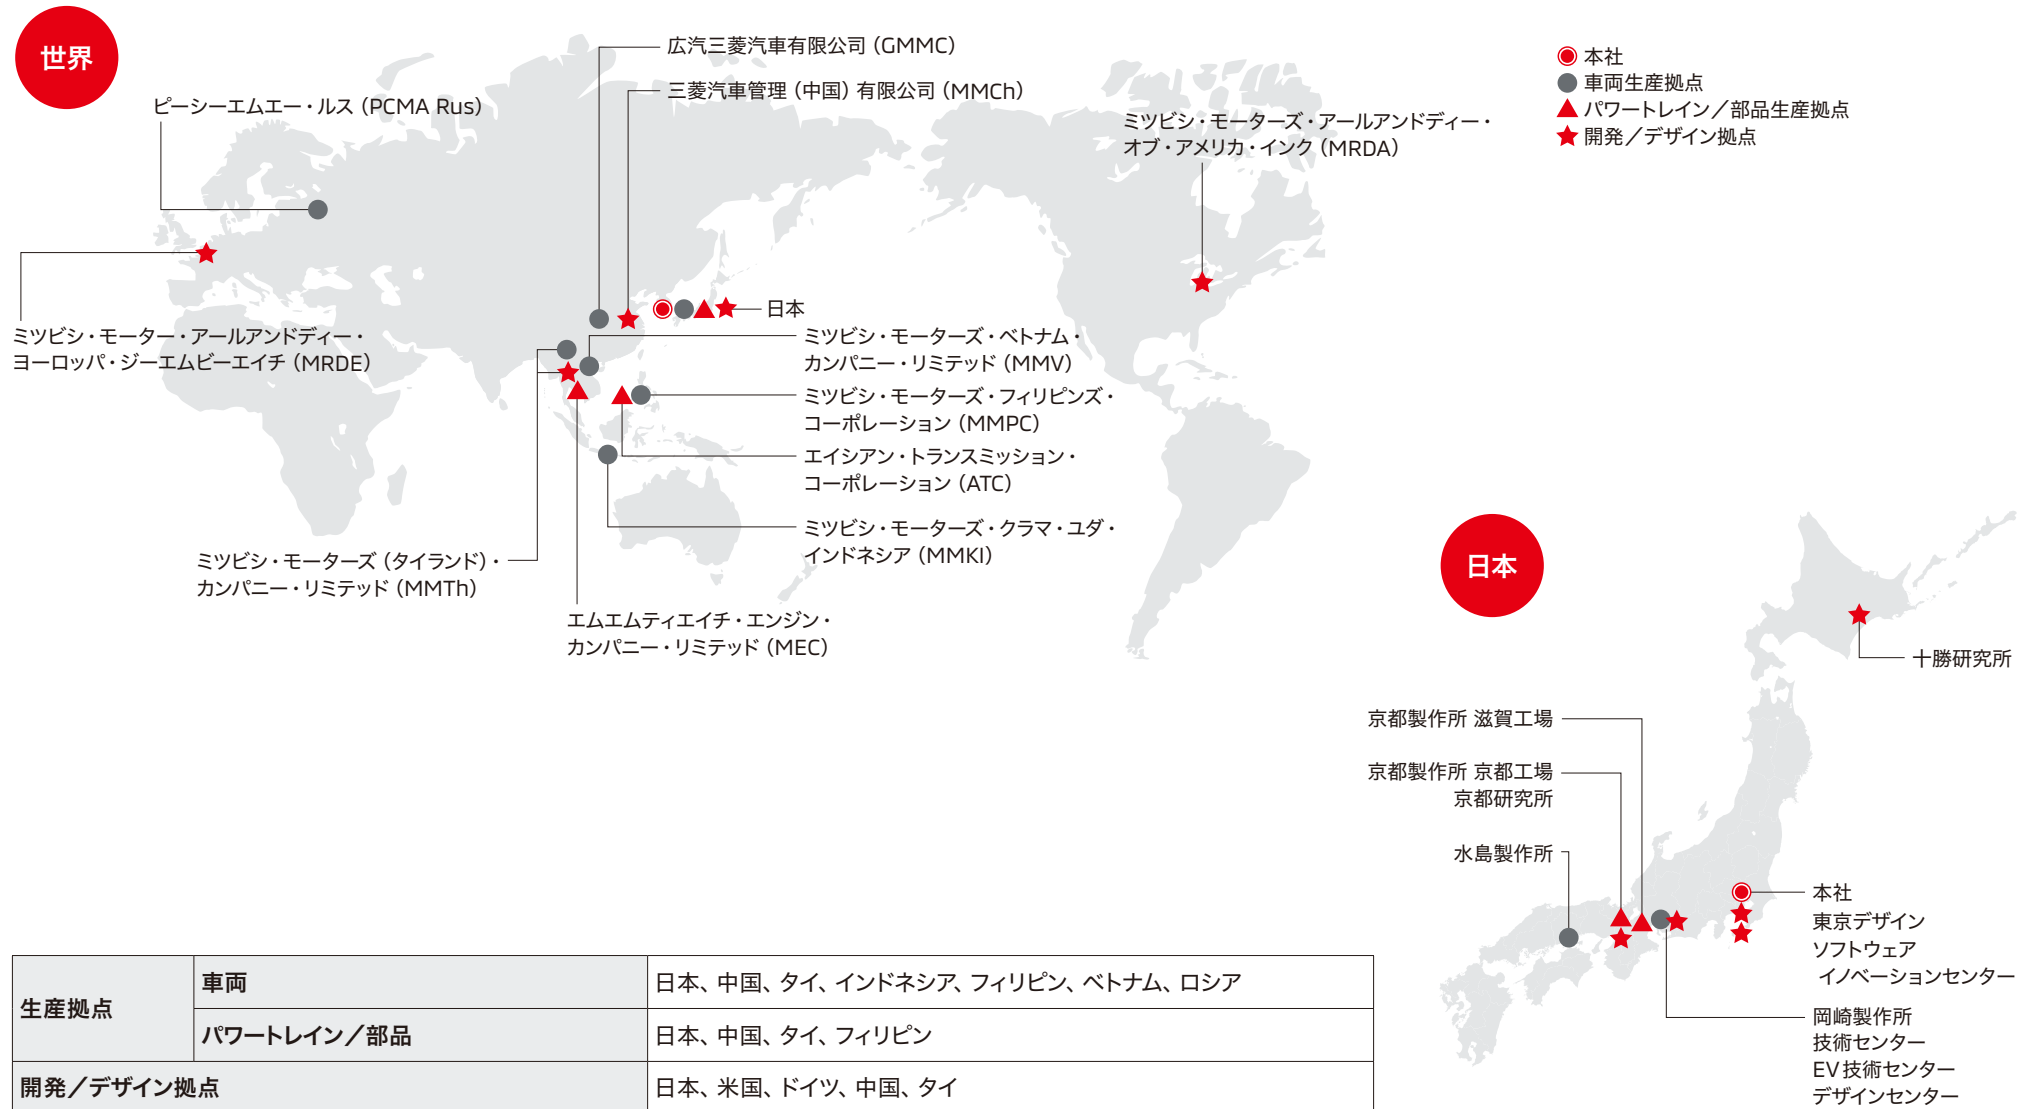 世界
広汽三菱汽車有限公司（GMMC）
三菱汽車管理（中国）有限公司（MMCh）
ピーシーエムエー・ルス（PCMA Rus）
ミツビシ・モーターズ・アールアンドディー・
オブ・アメリカ・インク（MRDA）
本社
車両生産拠点
パワートレイン／部品生産拠点
開発／デザイン拠点
ミツビシ・モーター・アールアンドディー・
ヨーロッパ・ジーエムビーエイチ（MRDE）
日本
ミツビシ・モーターズ・ベトナム・
カンパニー・リミテッド（MMV）
ミツビシ・モーターズ・フィリピンズ・
コーポレーション（MMPC）
エイシアン・トランスミッション・
コーポレーション（ATC）
ミツビシ・モーターズ・クラマ・ユダ・
インドネシア（MMKI）
ミツビシ・モーターズ（タイランド）・
カンパニー・リミテッド（MMTh）
エムエムティエイチ・エンジン・
カンパニー・リミテッド（MEC）
日本
十勝研究所
京都製作所 滋賀工場
京都製作所 京都工場
京都研究所
水島製作所
本社
東京デザイン
ソフトウェア
イノベーションセンター
岡崎製作所
技術センター
EV技術センター
デザインセンター
生産拠点
車両
日本、中国、タイ、インドネシア、フィリピン、ベトナム、ロシア
パワートレイン／部品
日本、中国、タイ、フィリピン
開発／デザイン拠点
日本、米国、ドイツ、中国、タイ